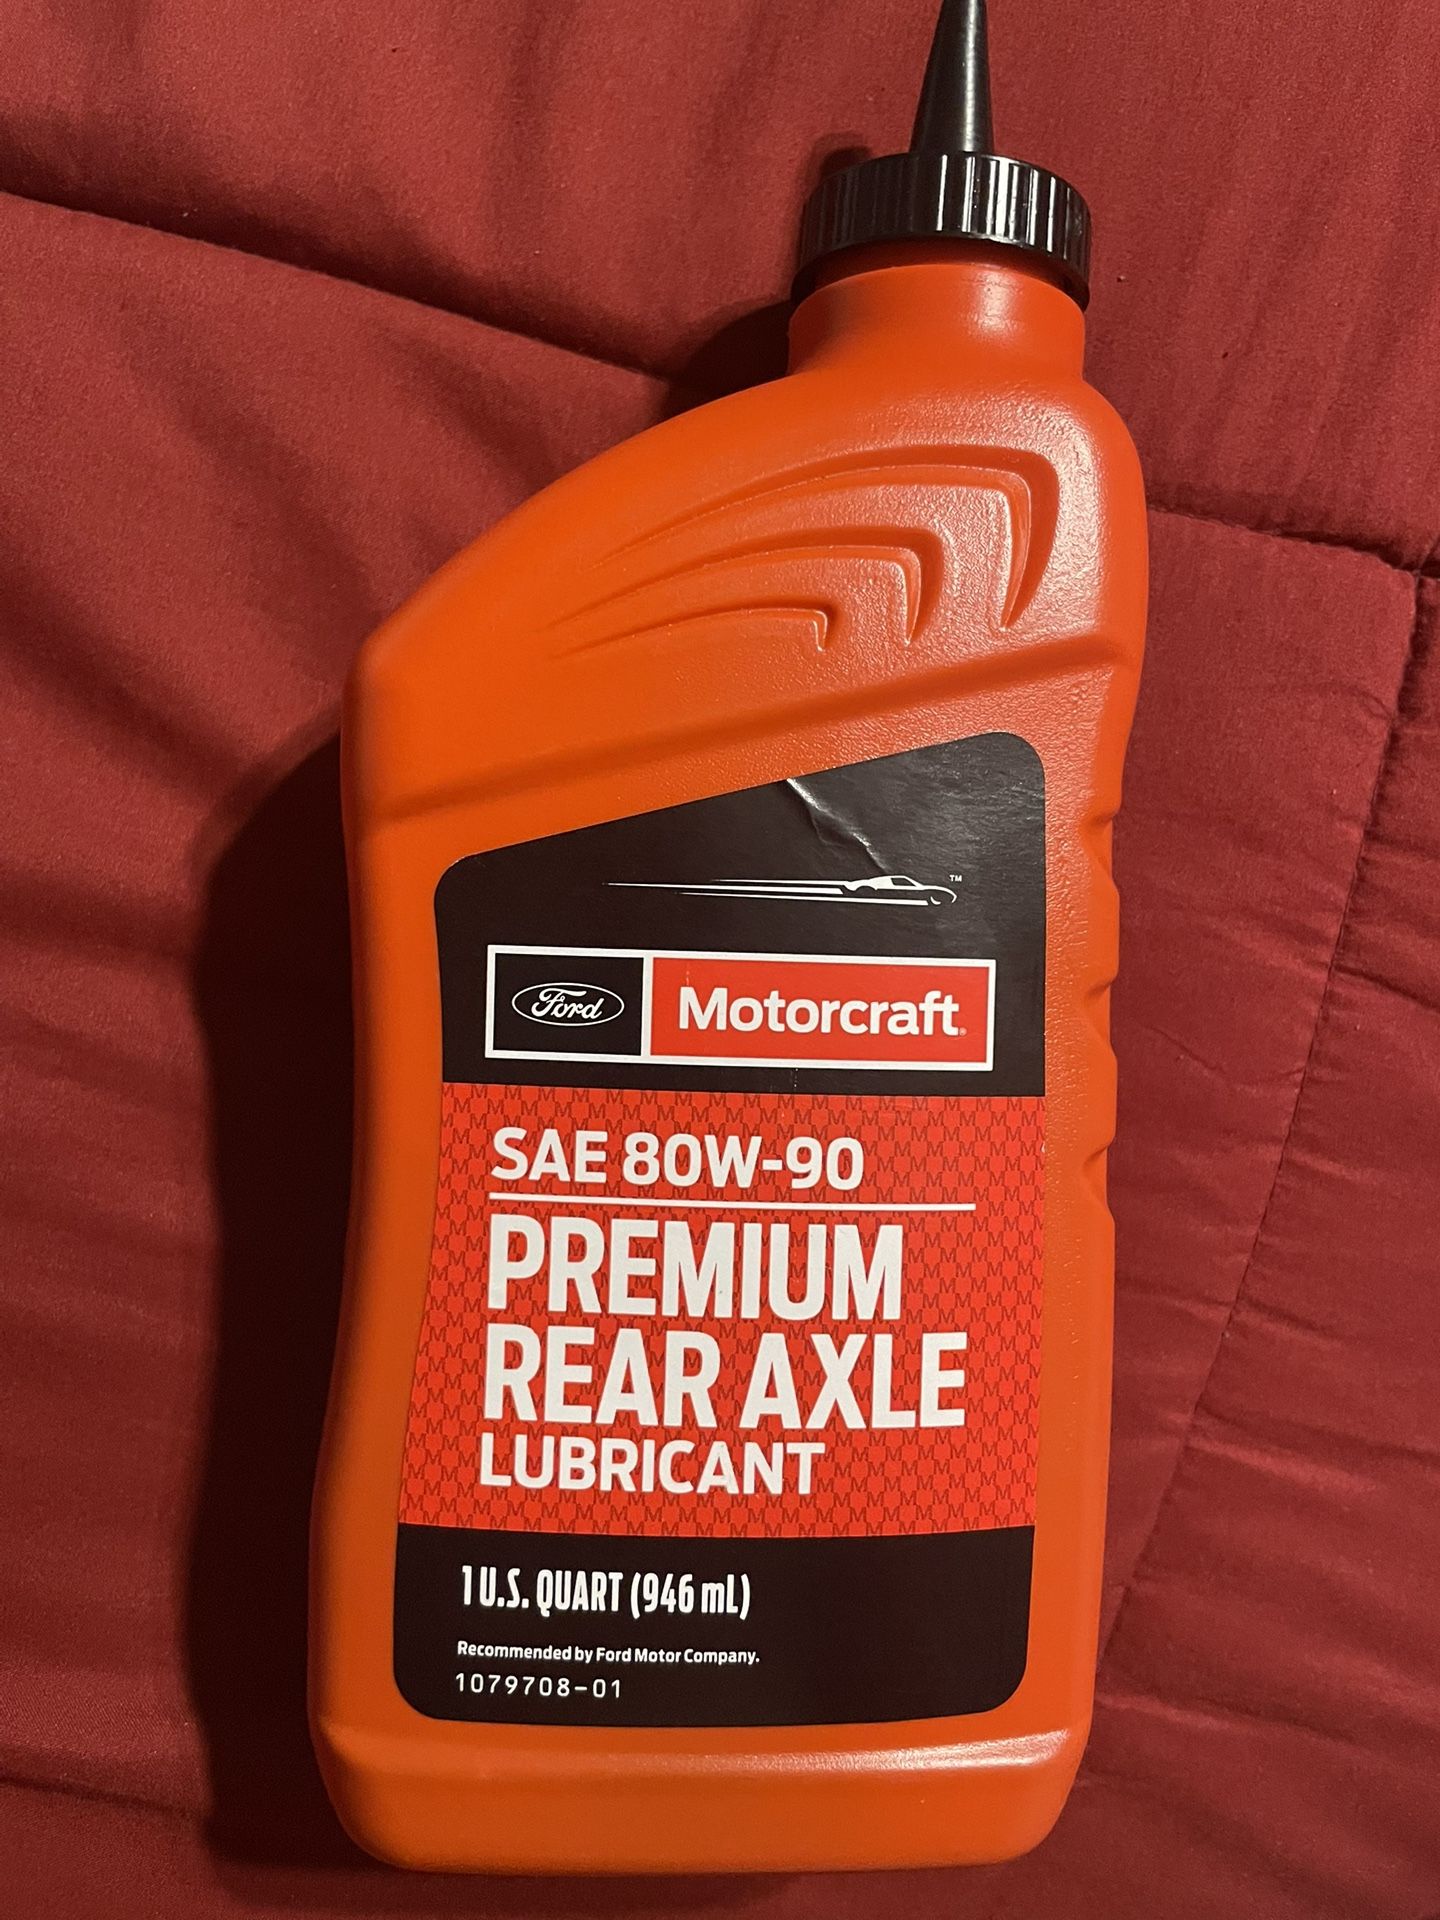 ™
Ford Motorcraft®
SAE 80W-90
PREMIUM
REAR AXLE
LUBRICANT
1 U.S. QUART (946 mL)
Recommended by Ford Motor Company.
1079708-01